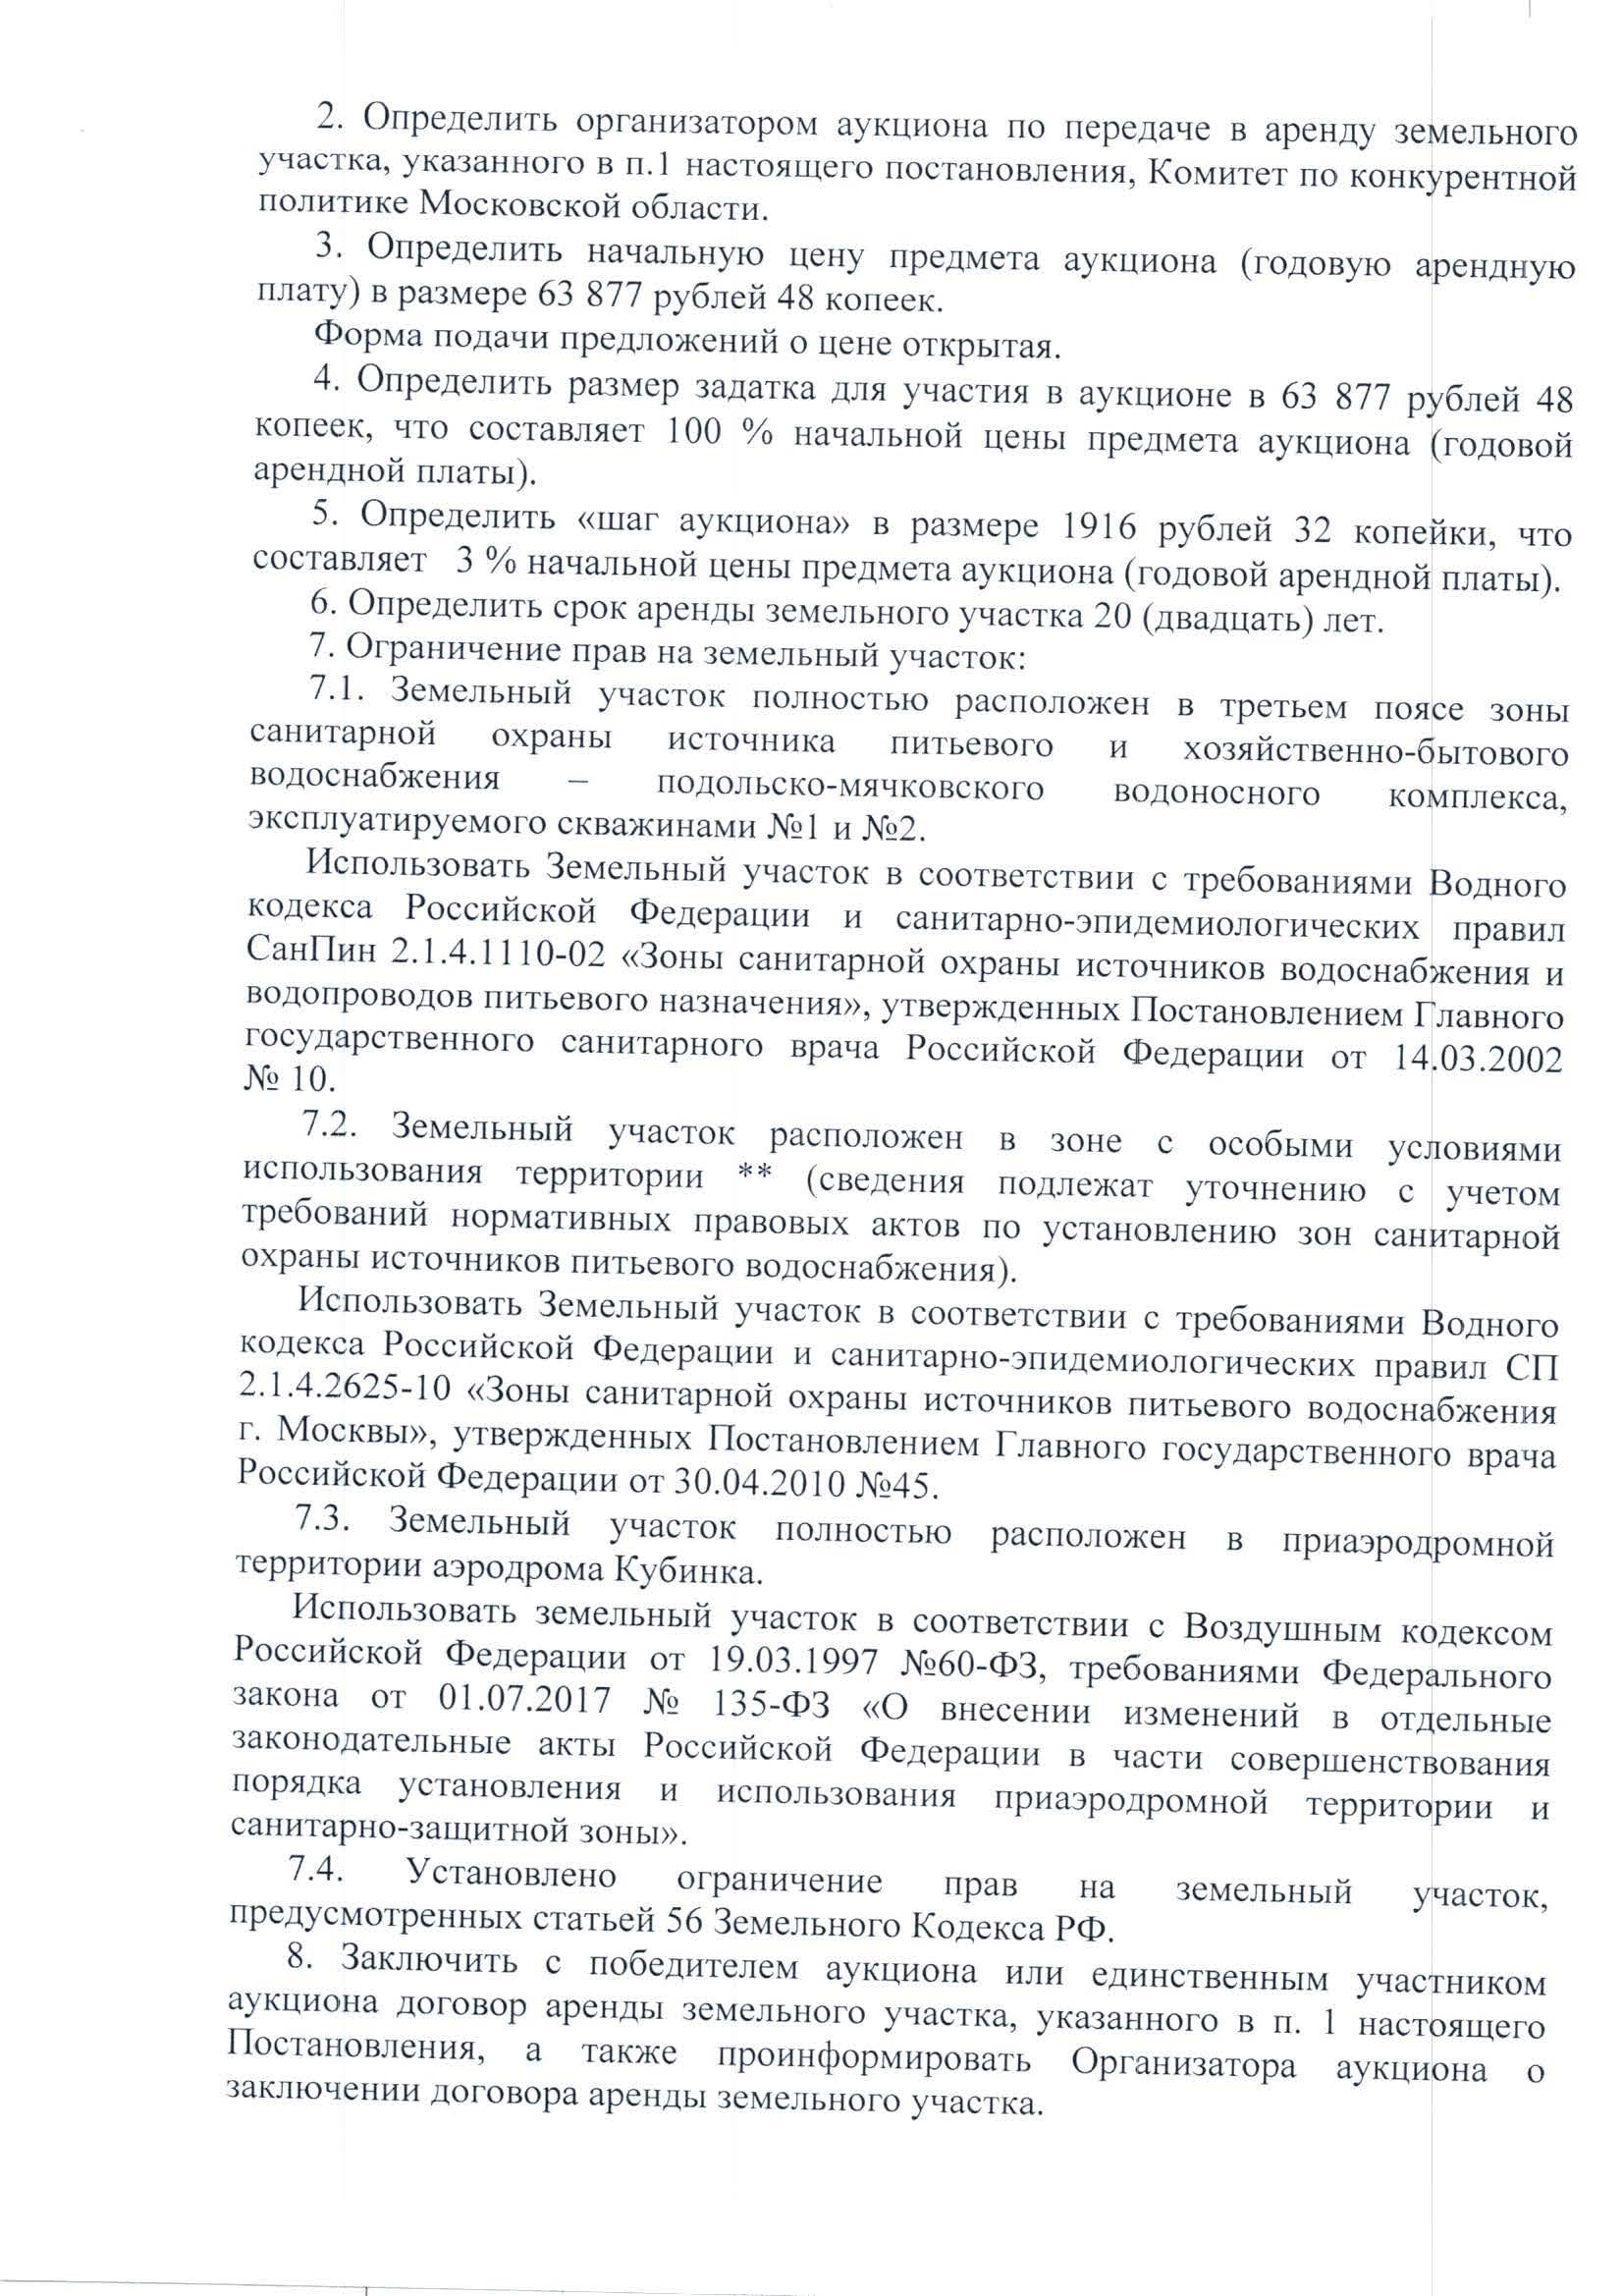 2. Определить организатором аукциона по передаче в аренду земельного
участка, указанного в п.1 настоящего постановления, Комитет по конкурентной
политике Московской области.
3. Определить начальную цену предмета аукциона (годовую арендную
плату) в размере 63 877 рублей 48 копеек.
Форма подачи предложений о цене открытая.
4. Определить размер задатка для участия в аукционе в 63 877 рублей 48
копеек, что составляет 100 % начальной цены предмета аукциона (годовой
арендной платы).
5. Определить «шаг аукциона» в размере 1916 рублей 32 копейки, что
составляет 3 % начальной цены предмета аукциона (годовой арендной платы).
6. Определить срок аренды земельного участка 20 (двадцать) лет.
7. Ограничение прав на земельный участок:
7.1. Земельный участок полностью расположен в третьем поясе зоны
санитарной охраны источника питьевого и хозяйственно-бытового
водоснабжения – подольско-мячковского водоносного комплекса,
эксплуатируемого скважинами №1 и №2.
Использовать Земельный участок в соответствии с требованиями Водного
кодекса Российской Федерации и санитарно-эпидемиологических правил
СанПин 2.1.4.1110-02 «Зоны санитарной охраны источников водоснабжения и
водопроводов питьевого назначения», утвержденных Постановлением Главного
государственного санитарного врача Российской Федерации от 14.03.2002
№ 10.
7.2. Земельный участок расположен в зоне с особыми условиями
использования территории ** (сведения подлежат уточнению с учетом
требований нормативных правовых актов по установлению зон санитарной
охраны источников питьевого водоснабжения).
Использовать Земельный участок в соответствии с требованиями Водного
кодекса Российской Федерации и санитарно-эпидемиологических правил СП
2.1.4.2625-10 «Зоны санитарной охраны источников питьевого водоснабжения
г. Москвы», утвержденных Постановлением Главного государственного врача
Российской Федерации от 30.04.2010 №45.
7.3. Земельный участок полностью расположен в приаэродромной
территории аэродрома Кубинка.
Использовать земельный участок в соответствии с Воздушным кодексом
Российской Федерации от 19.03.1997 №60-ФЗ, требованиями Федерального
закона от 01.07.2017 № 135-ФЗ «О внесении изменений в отдельные
законодательные акты Российской Федерации в части совершенствования
порядка установления и использования приаэродромной территории и
санитарно-защитной зоны».
7.4. Установлено ограничение прав на земельный участок,
предусмотренных статьей 56 Земельного Кодекса РФ.
8. Заключить с победителем аукциона или единственным участником
аукциона договор аренды земельного участка, указанного в п. 1 настоящего
Постановления, а также проинформировать Организатора аукциона о
заключении договора аренды земельного участка.